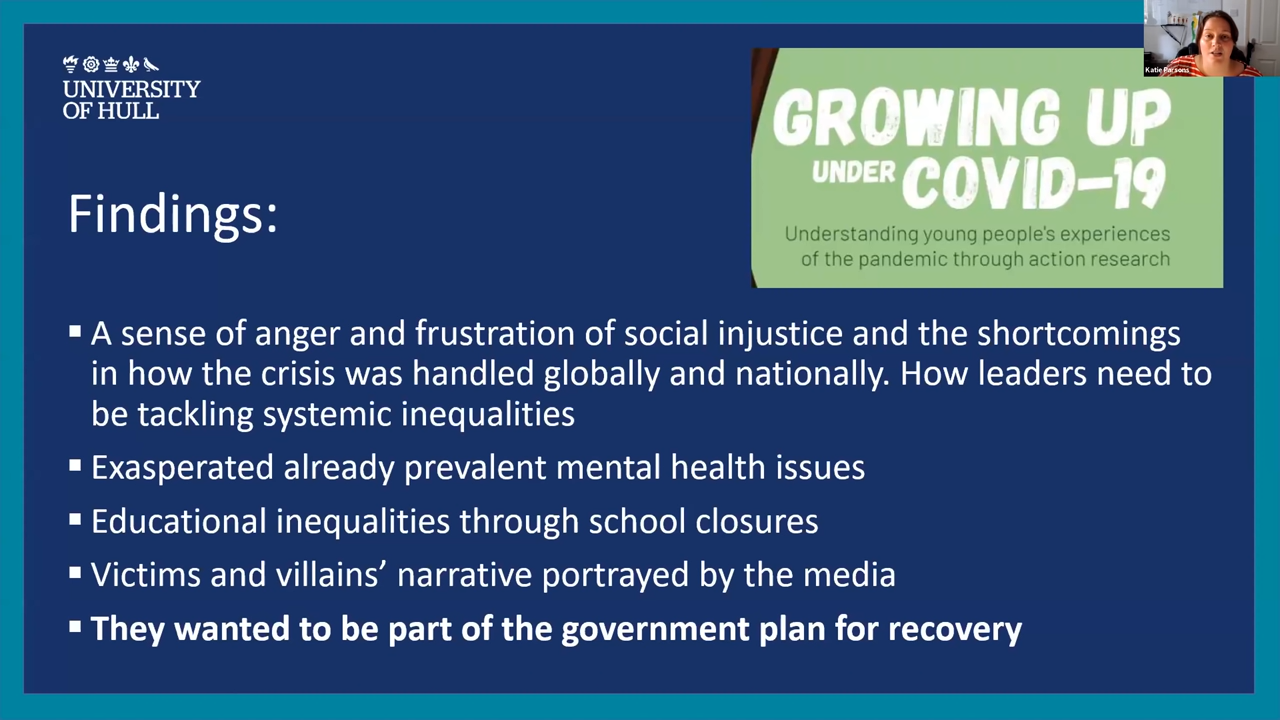 UNIVERSITY
OF HULL
Katie Parsons
GROWING UP
UNDER COVID-19
Understanding young people's experiences
of the pandemic through action research
Findings:
▪ A sense of anger and frustration of social injustice and the shortcomings
in how the crisis was handled globally and nationally. How leaders need to
be tackling systemic inequalities
▪ Exasperated already prevalent mental health issues
▪ Educational inequalities through school closures
▪ Victims and villains’ narrative portrayed by the media
▪ They wanted to be part of the government plan for recovery